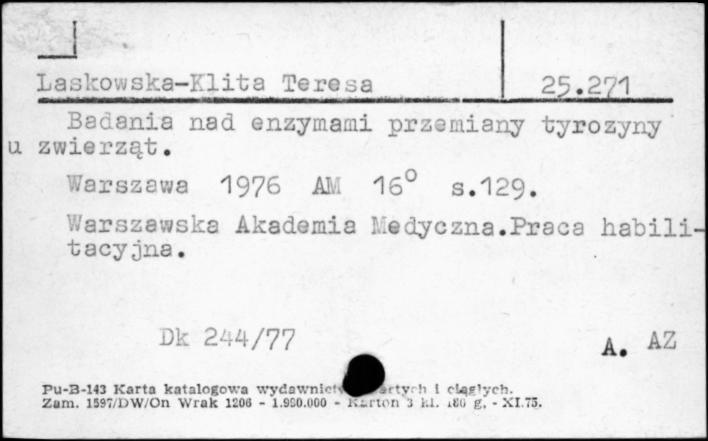 Laskowska-Klita Teresa 25.271
Badania nad enzymami przemiany tyrozyny
u zwierząt.
Warszawa 1976 AM 16° s.129.
Warszawska Akademia Medyczna.Praca habili-
tacyjna.
Dk 244/77 A. AZ
Pu-B-143 Karta katalogowa i ciągłych.
Zam. 1597/DW/On Wrak 1206 - 1.990.000 - Karton 3 kl. 180 g. - XI.75.